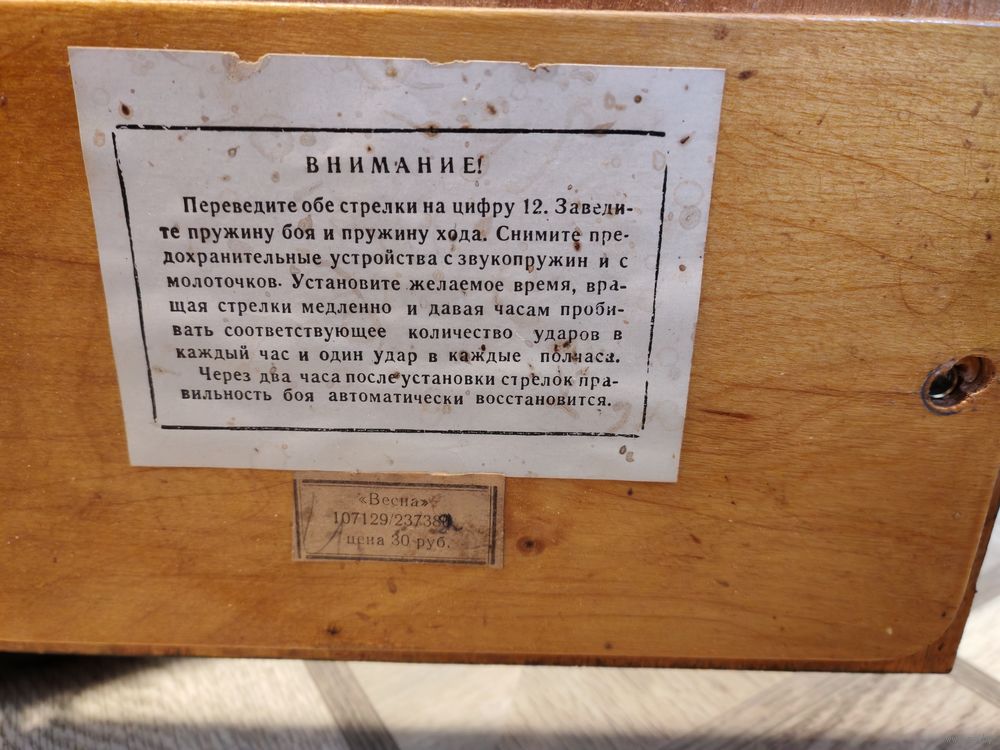 ВНИМАНИЕ!
Переведите обе стрелки на цифру 12. Заведи-
те пружину боя и пружину хода. Снимите пре-
дохранительные устройства с звукопружин и с
молоточков. Установите желаемое время, вра-
щая стрелки медленно и давая часам проби-
вать соответствующее количество ударов в
каждый час и один удар в каждые полчаса.
Через два часа после установки стрелок пра-
вильность боя автоматически восстановится.
«Весна»
цена 30 руб.